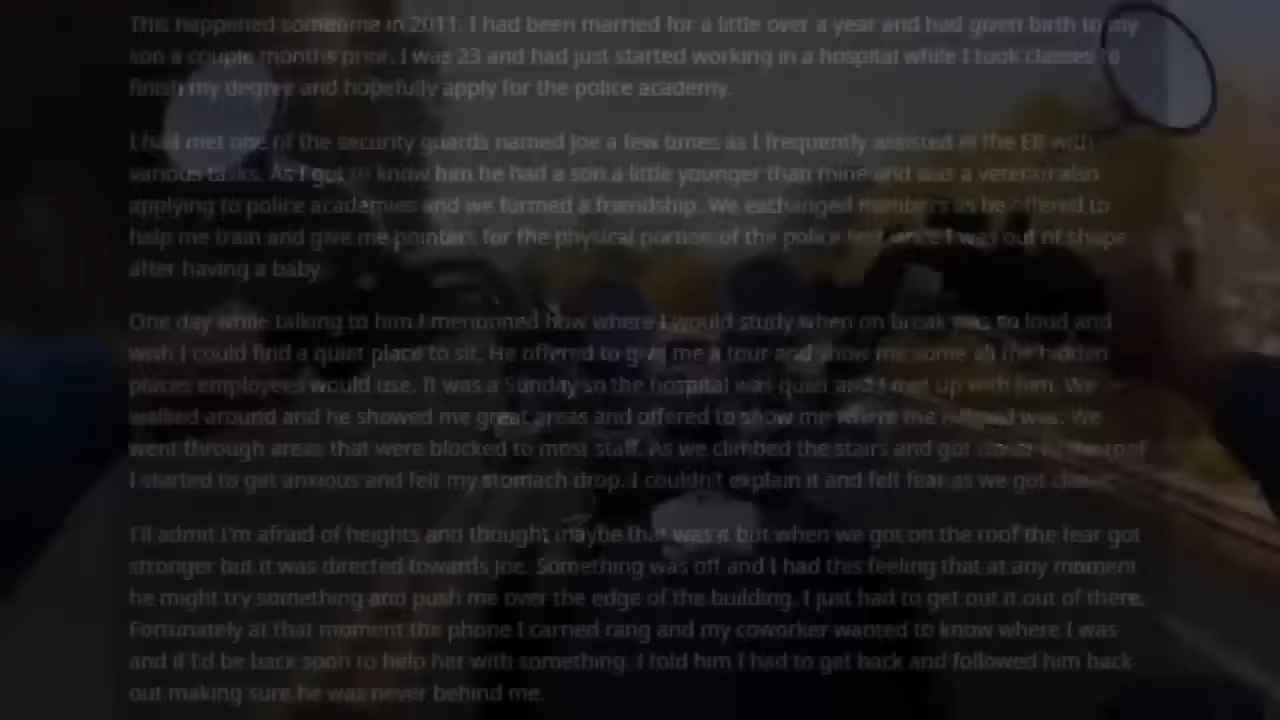 This happened sometime in 2011. I had been married for a little over a year and had given birth to my
son a couple months prior. I was 23 and had just started working in a hospital while I took classes to
finish my degree and hopefully apply for the police academy.
I had met one of the security guards named Joe a few times as I frequently assisted in the ER with
various tasks. As I got to know him he had a son a little younger than mine and was a veteran also
applying to police academies and we formed a friendship. We exchanged numbers as he offered to
help me train and give me pointers for the physical portion of the police test since I was out of shape
after having a baby.
One day while talking to him I mentioned how where I would study when on break was so loud and
wish I could find a quiet place to sit. He offered to give me a tour and show me some of the hidden
places employees would use. It was a Sunday so the hospital was quiet and I met up with him. We
walked around and he showed me great areas and offered to show me where the was. We
went through areas that were blocked to most staff. As we climbed the stairs and got closer to the roof
I started to get anxious and felt my stomach drop. I couldn't explain it and felt fear as we got
I'll admit I'm afraid of heights and thought maybe that was it but when we got on the roof the fear got
stronger but it was directed towards Joe. Something was off and I had this feeling that at any moment
he might try something and push me over the edge of the building. I just had to get out it out of there.
Fortunately at that moment the phone I carried rang and my coworker wanted to know where I was
and if I'd be back soon to help her with something. I told him I had to get back and followed him back
out making sure he was never behind me.